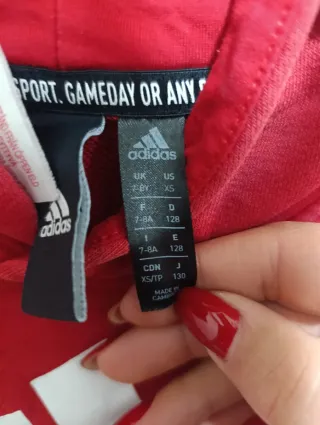 SPORT. GAMEDAY OR ANY
adidas
UK US
7-8Y XS
F D
7-8A 128
I E
7-8A 128
CDN J
XS/TP 130
MADE IN
adidas